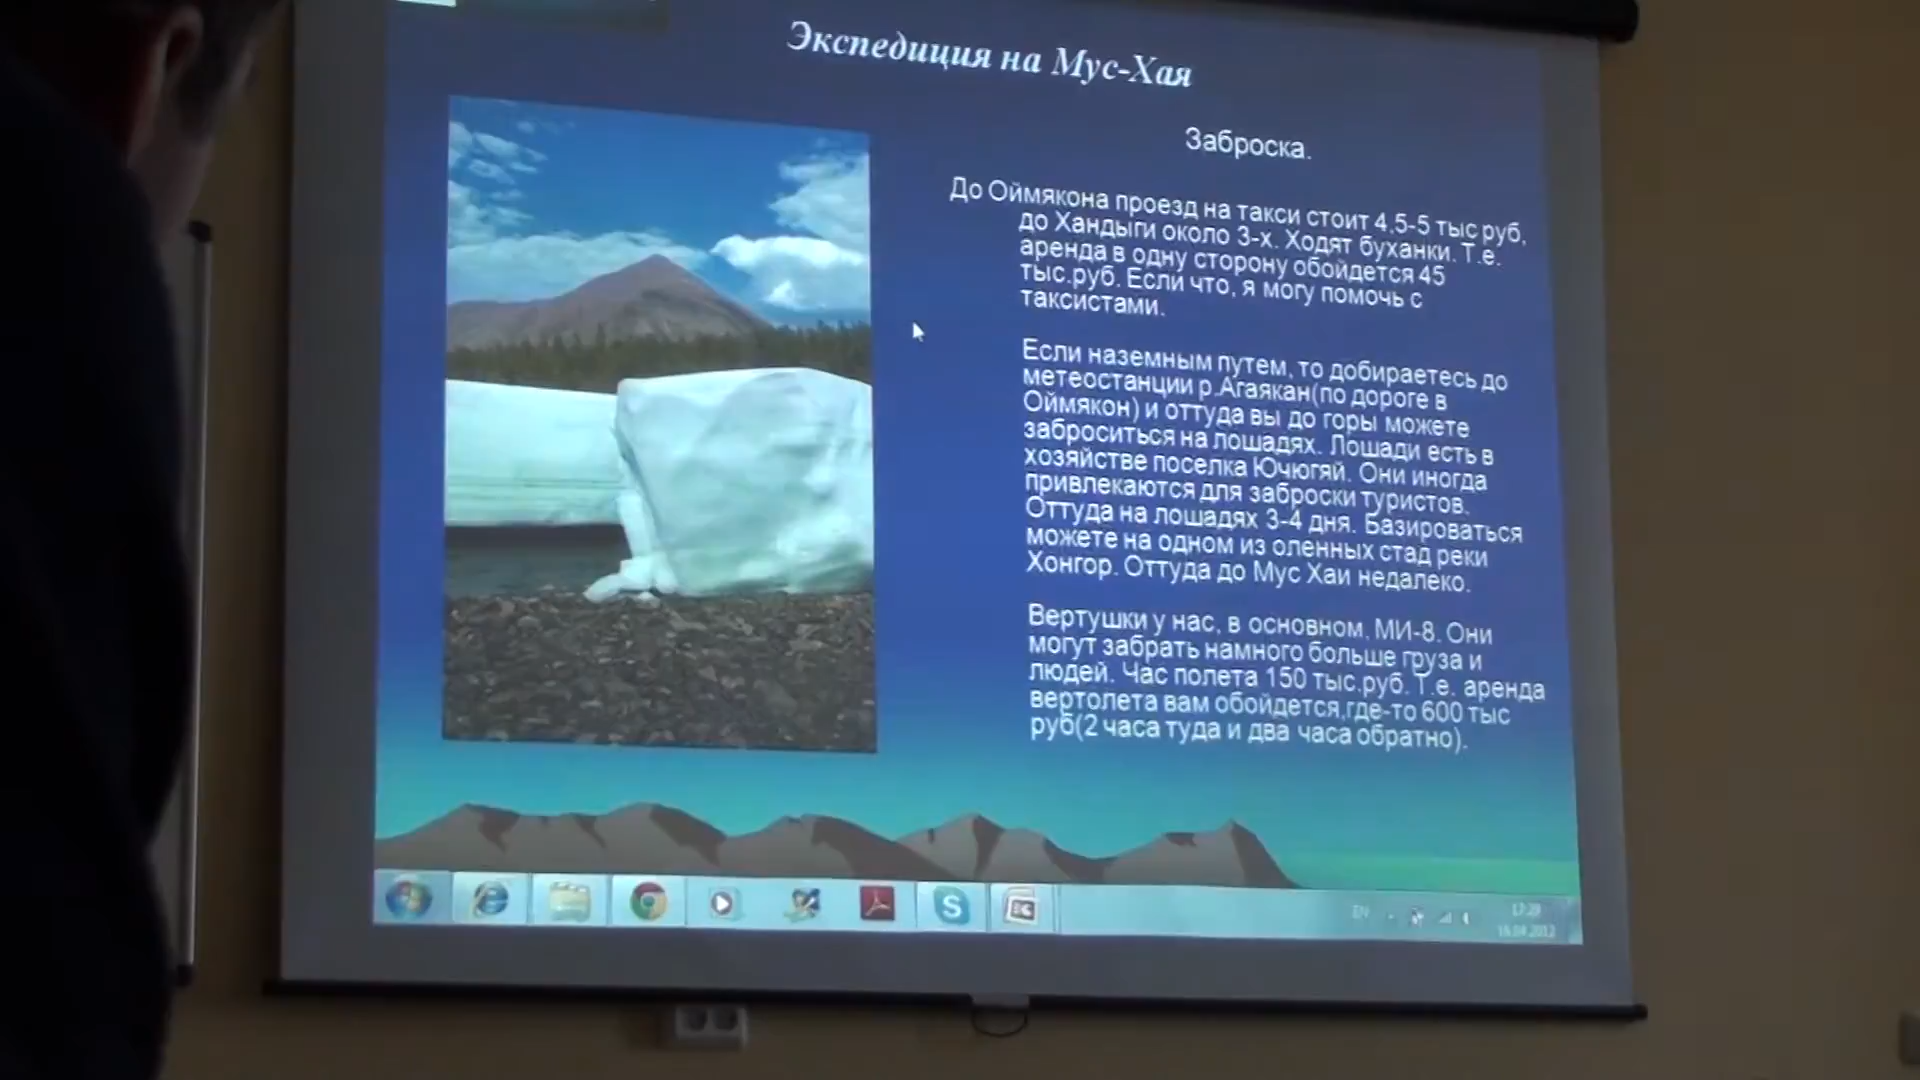 Экспедиция на Мус-Хая
Заброска.
До Оймякона проезд на такси стоит 4,5-5 тыс руб,
до Хандыги около 3-х. Ходят буханки. Т.е.
аренда в одну сторону обойдется 45
тыс.руб. Если что, я могу помочь с
таксистами.
Если наземным путем, то добираетесь до
метеостанции р.Агаякан(по дороге в
Оймякон) и оттуда вы до горы можете
заброситься на лошадях. Лошади есть в
хозяйстве поселка Ючюгяй. Они иногда
привлекаются для заброски туристов.
Оттуда на лошадях 3-4 дня. Базироваться
можете на одном из оленных стад реки
Хонгор. Оттуда до Мус Хаи недалеко.
Вертушки у нас, в основном, МИ-8. Они
могут забрать намного больше груза и
людей. Час полета 150 тыс.руб. Т.е. аренда
вертолета вам обойдется,где-то 600 тыс
руб(2 часа туда и два часа обратно).
EN
17:29
16.04.2012